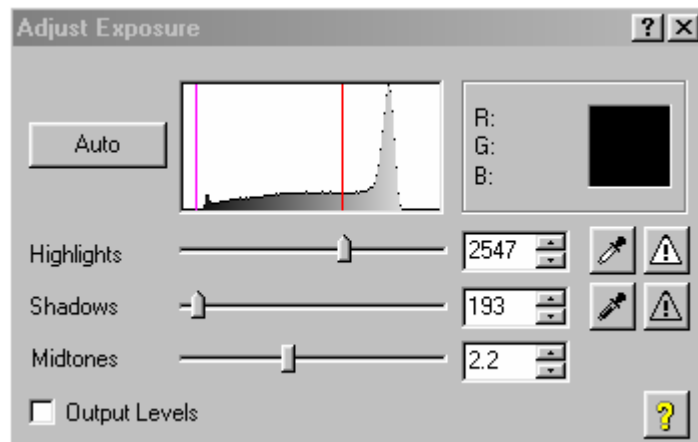 Adjust Exposure
Auto
R:
G:
B:
Highlights 2547
Shadows 193
Midtones 2.2
Output Levels